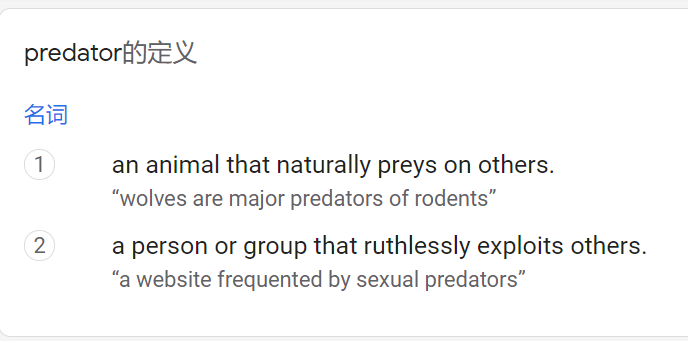 predator的定义
名词
1 an animal that naturally preys on others.
“wolves are major predators of rodents”
2 a person or group that ruthlessly exploits others.
“a website frequented by sexual predators”